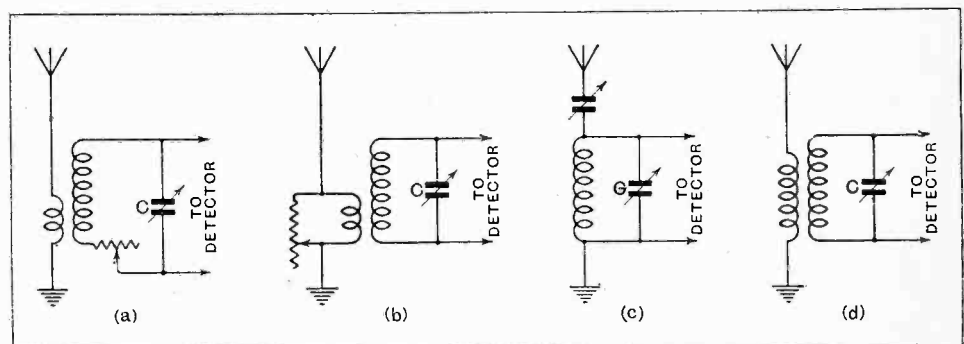 C
TO
DETECTOR
(a)
C
TO
DETECTOR
(b)
G
TO
DETECTOR
(c)
C
TO
DETECTOR
(d)